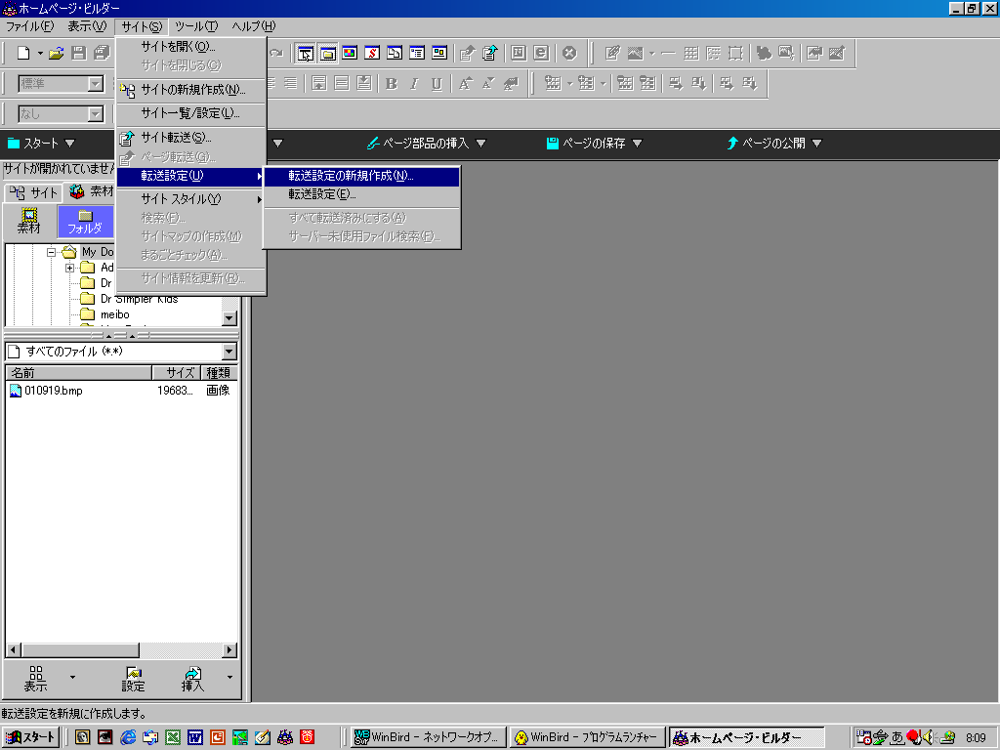 ホームページ・ビルダー
ファイル(F) 表示(V) サイト(S) ツール(T) ヘルプ(H)
サイトを開く(O)...
サイトを閉じる(C)
サイトの新規作成(N)...
サイト一覧/設定(L)...
サイト転送(S)...
ページ転送(G)...
転送設定(U)
サイト スタイル(Y)
検索(F)...
サイトマップの作成(M)
まるごとチェック(A)...
サイト情報を更新(R)...
転送設定の新規作成(N)...
転送設定(E)...
すべて転送済みにする(A)
サーバー未使用ファイル検索(F)...
標準
B I U A A
なし
スタート ページ部品の挿入 ページの保存 ページの公開
サイトが開かれていません
サイト 素材
素材 フォルダ
My Do
Ad
Dr
Dr Simpler Kids
meibo
すべてのファイル (*.*)
名前 サイズ 種類
010919.bmp 19683... 画像
表示 設定 挿入
転送設定を新規に作成します。
スタート WinBird - ネットワークオプ... WinBird - プログラムランチャー ホームページ・ビルダー あ 8:09